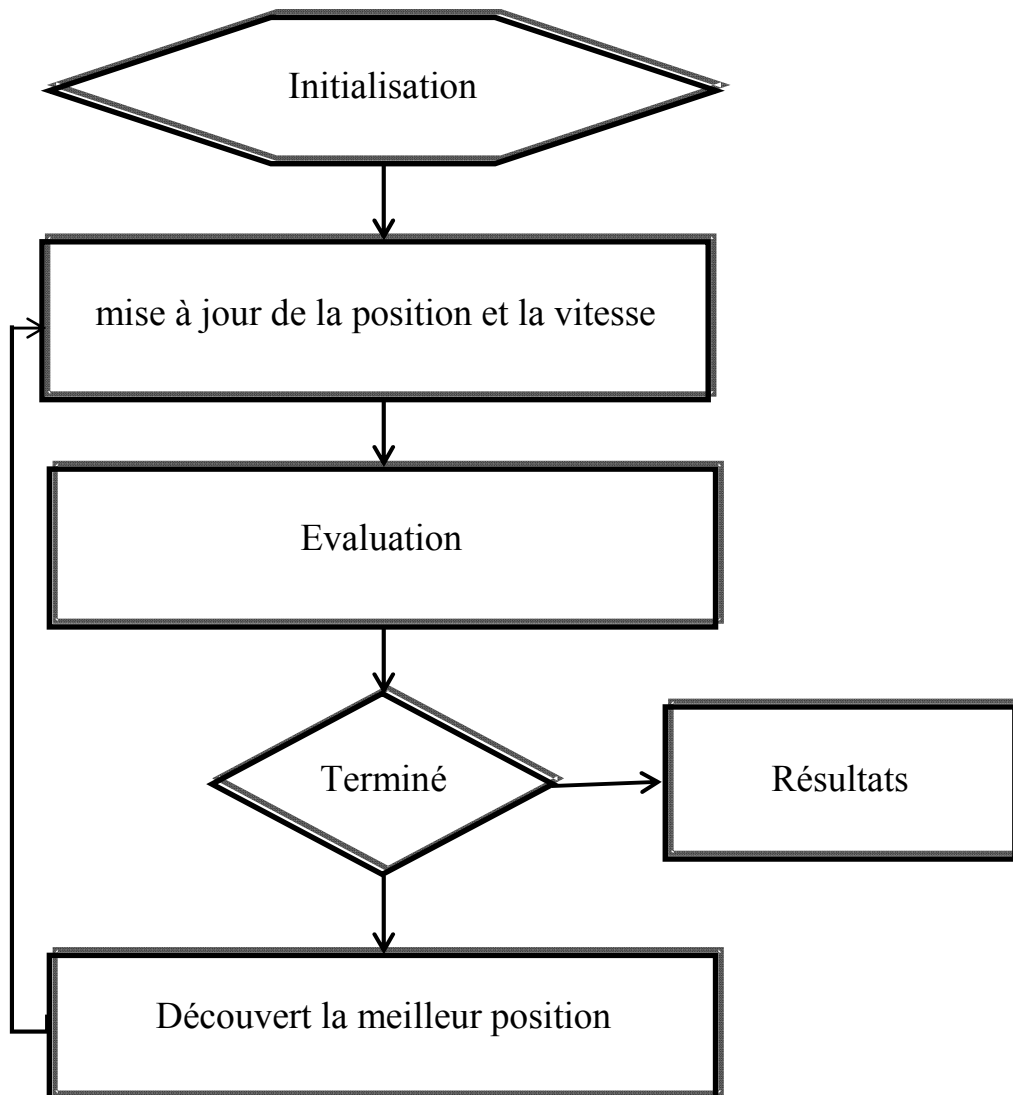 Initialisation
mise à jour de la position et la vitesse
Evaluation
Terminé
Résultats
Découvert la meilleur position